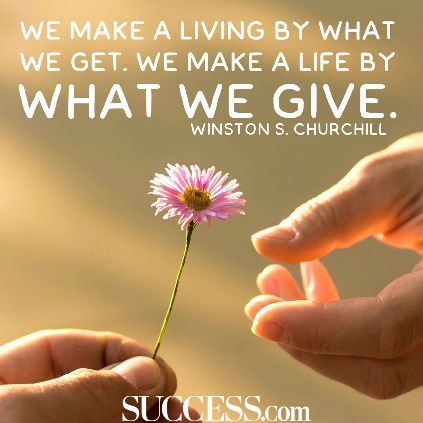 WE MAKE A LIVING BY WHAT
WE GET. WE MAKE A LIFE BY
WHAT WE GIVE.
WINSTON S. CHURCHILL
SUCCESS.com